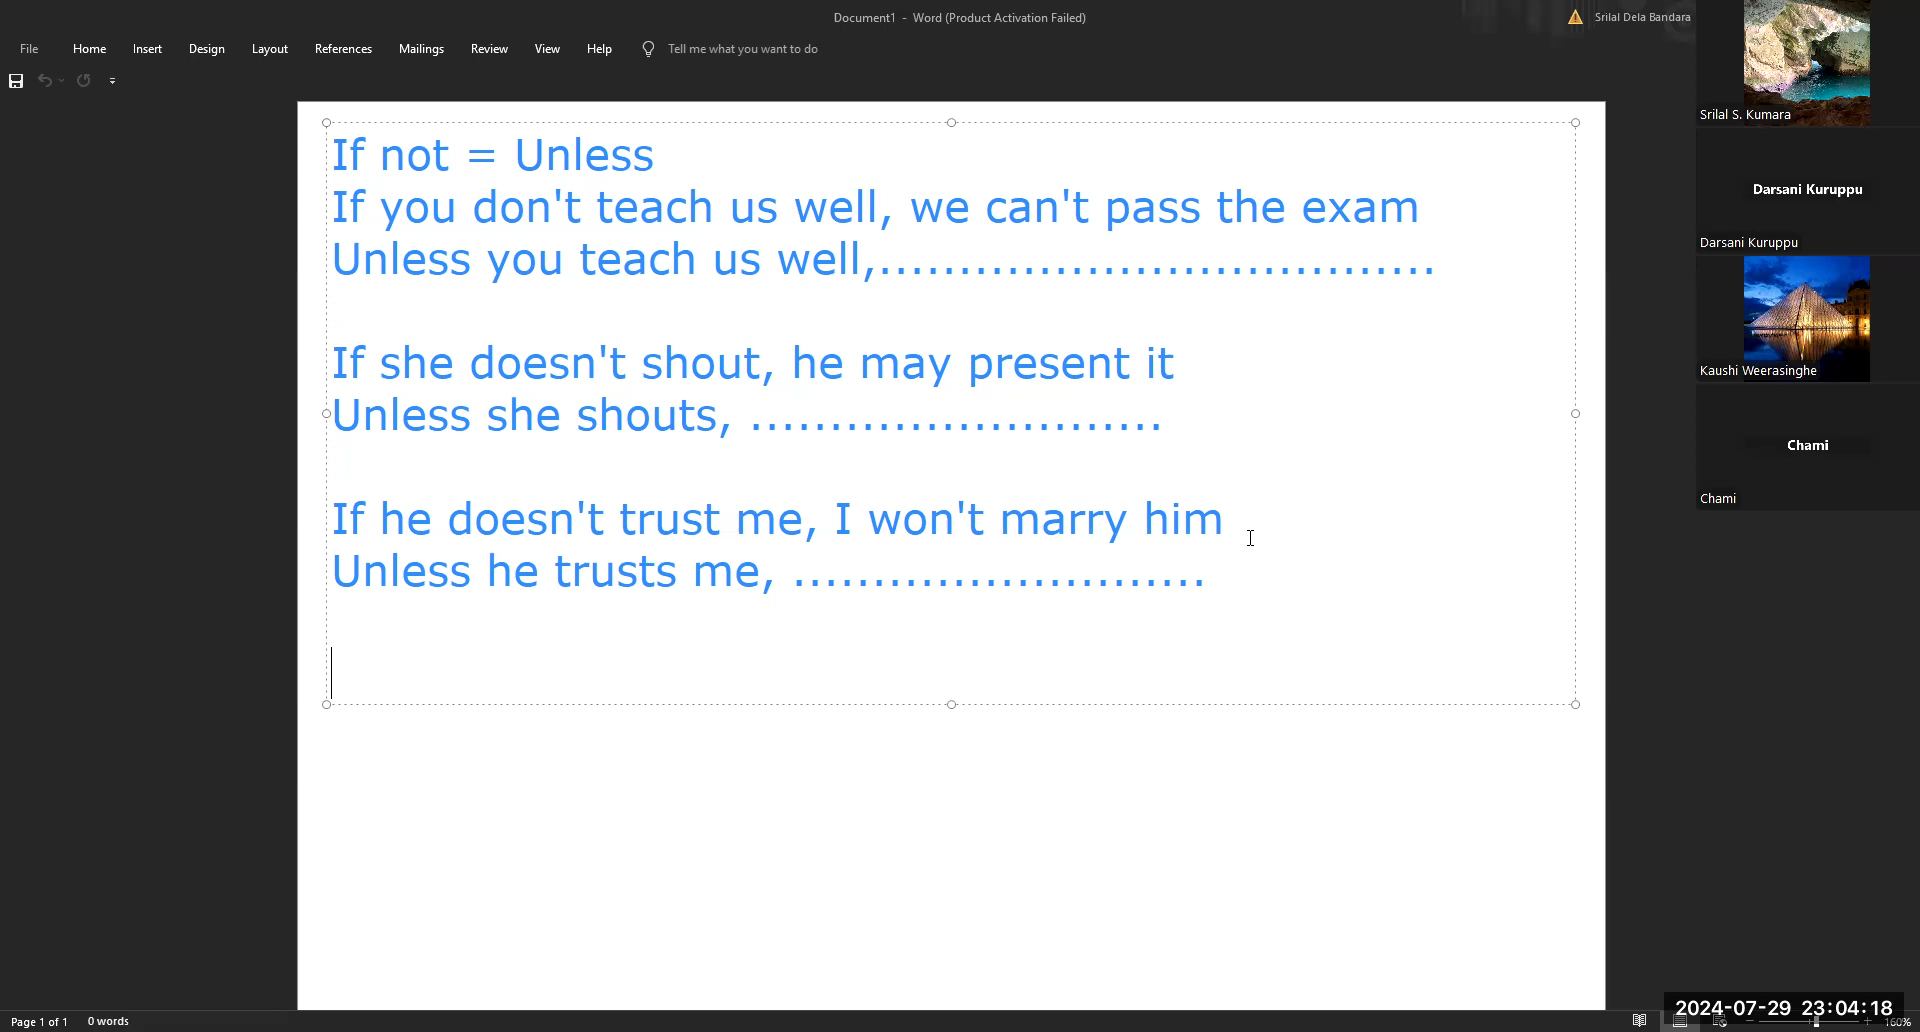 Document1 - Word (Product Activation Failed)
Srilal Dela Bandara
File Home Insert Design Layout References Mailings Review View Help Tell me what you want to do
If not = Unless
If you don't teach us well, we can't pass the exam
Unless you teach us well,...................................
If she doesn't shout, he may present it
Unless she shouts, ..........................
If he doesn't trust me, I won't marry him
Unless he trusts me, ..........................
Srilal S. Kumara
Darsani Kuruppu
Darsani Kuruppu
Kaushi Weerasinghe
Chami
Chami
2024-07-29 23:04:18
Page 1 of 1 0 words
160%